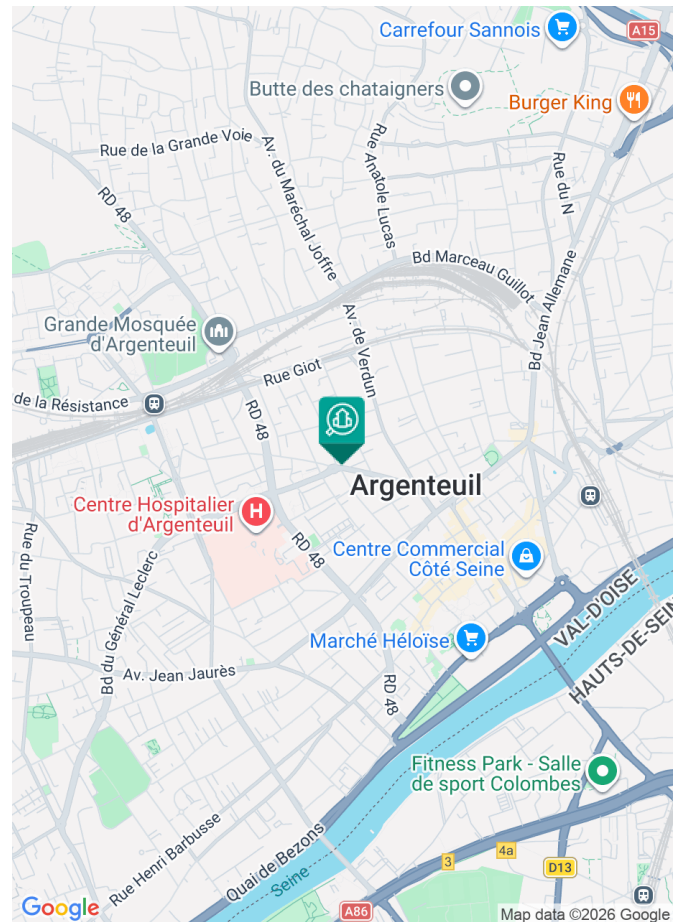 Carrefour Sannois
A15
Butte des chataigners
Burger King
Rue de la Grande Voie
Av. du Maréchal Joffre
Rue Anatole Lucas
Rue du N
RD 48
Bd Marceau Guillot
Bd Jean Allemane
Grande Mosquée
d'Argenteuil
Av. de Verdun
Rue Giot
de la Résistance
RD 48
Argenteuil
Centre Hospitalier
d'Argenteuil
H
Rue du Troupeau
Bd du Général Leclerc
RD 48
Centre Commercial
Côté Seine
VAL-D'OISE
HAUTS-DE-SEIN
Marché Héloïse
Av. Jean Jaurès
RD 48
Fitness Park - Salle
de sport Colombes
Rue Henri Barbusse
Quai de Bezons
Seine
3
4a
D13
A86
Google
Map data ©2026 Google